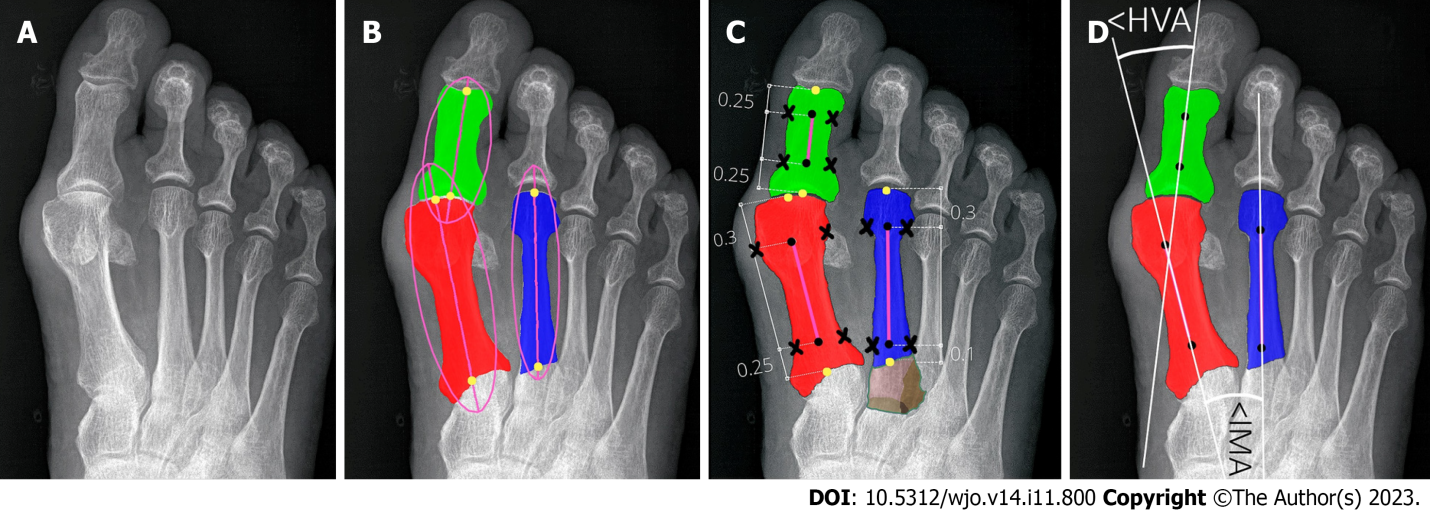 A
B
C
D
<HVA
0.25
0.25
0.3
0.3
0.25
0.1
<IMA
DOI: 10.5312/wjo.v14.i11.800 Copyright ©The Author(s) 2023.